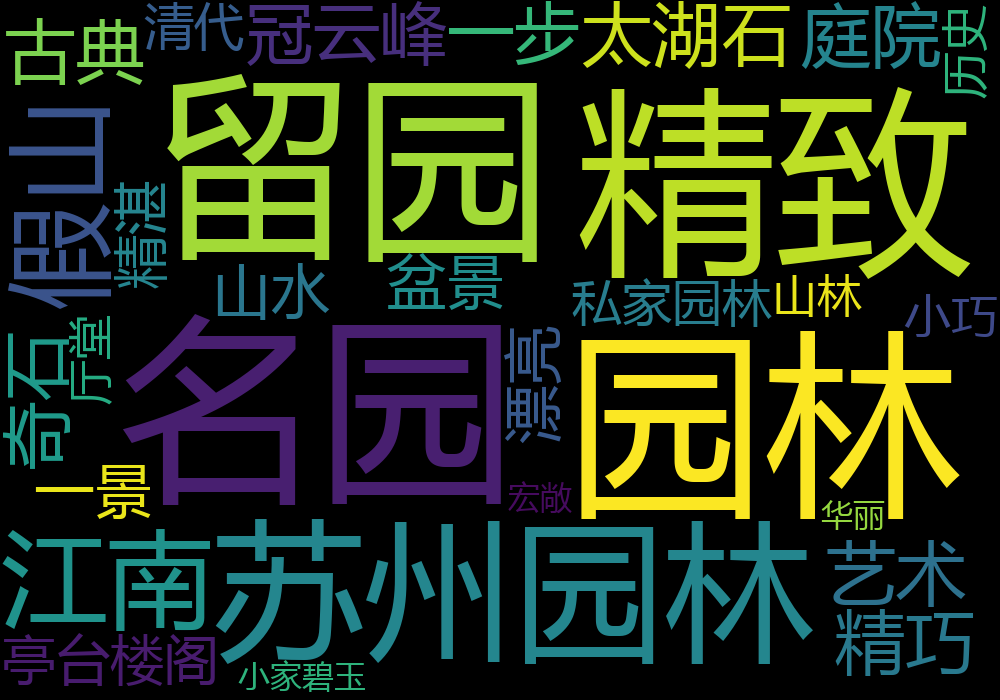 古典
清代
冠云峰
一步
太湖石
庭院
历史
假山
留园
精致
精湛
山水
盆景
私家园林
山林
小巧
奇石
厅堂
名园
漂亮
园林
一景
宏敞
华丽
江南
苏州园林
艺术
亭台楼阁
小家碧玉
精巧